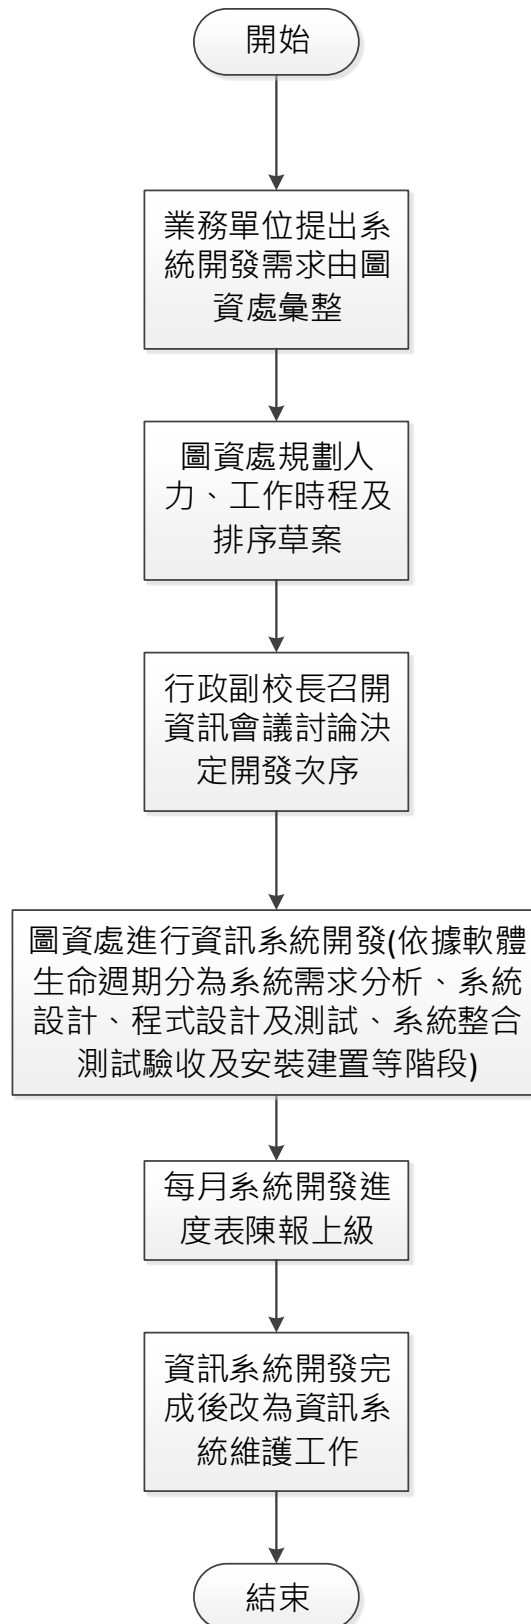 開始
業務單位提出系
統開發需求由圖
資處彙整
圖資處規劃人
力、工作時程及
排序草案
行政副校長召開
資訊會議討論決
定開發次序
圖資處進行資訊系統開發(依據軟體
生命週期分為系統需求分析、系統
設計、程式設計及測試、系統整合
測試驗收及安裝建置等階段)
每月系統開發進
度表陳報上級
資訊系統開發完
成後改為資訊系
統維護工作
結束